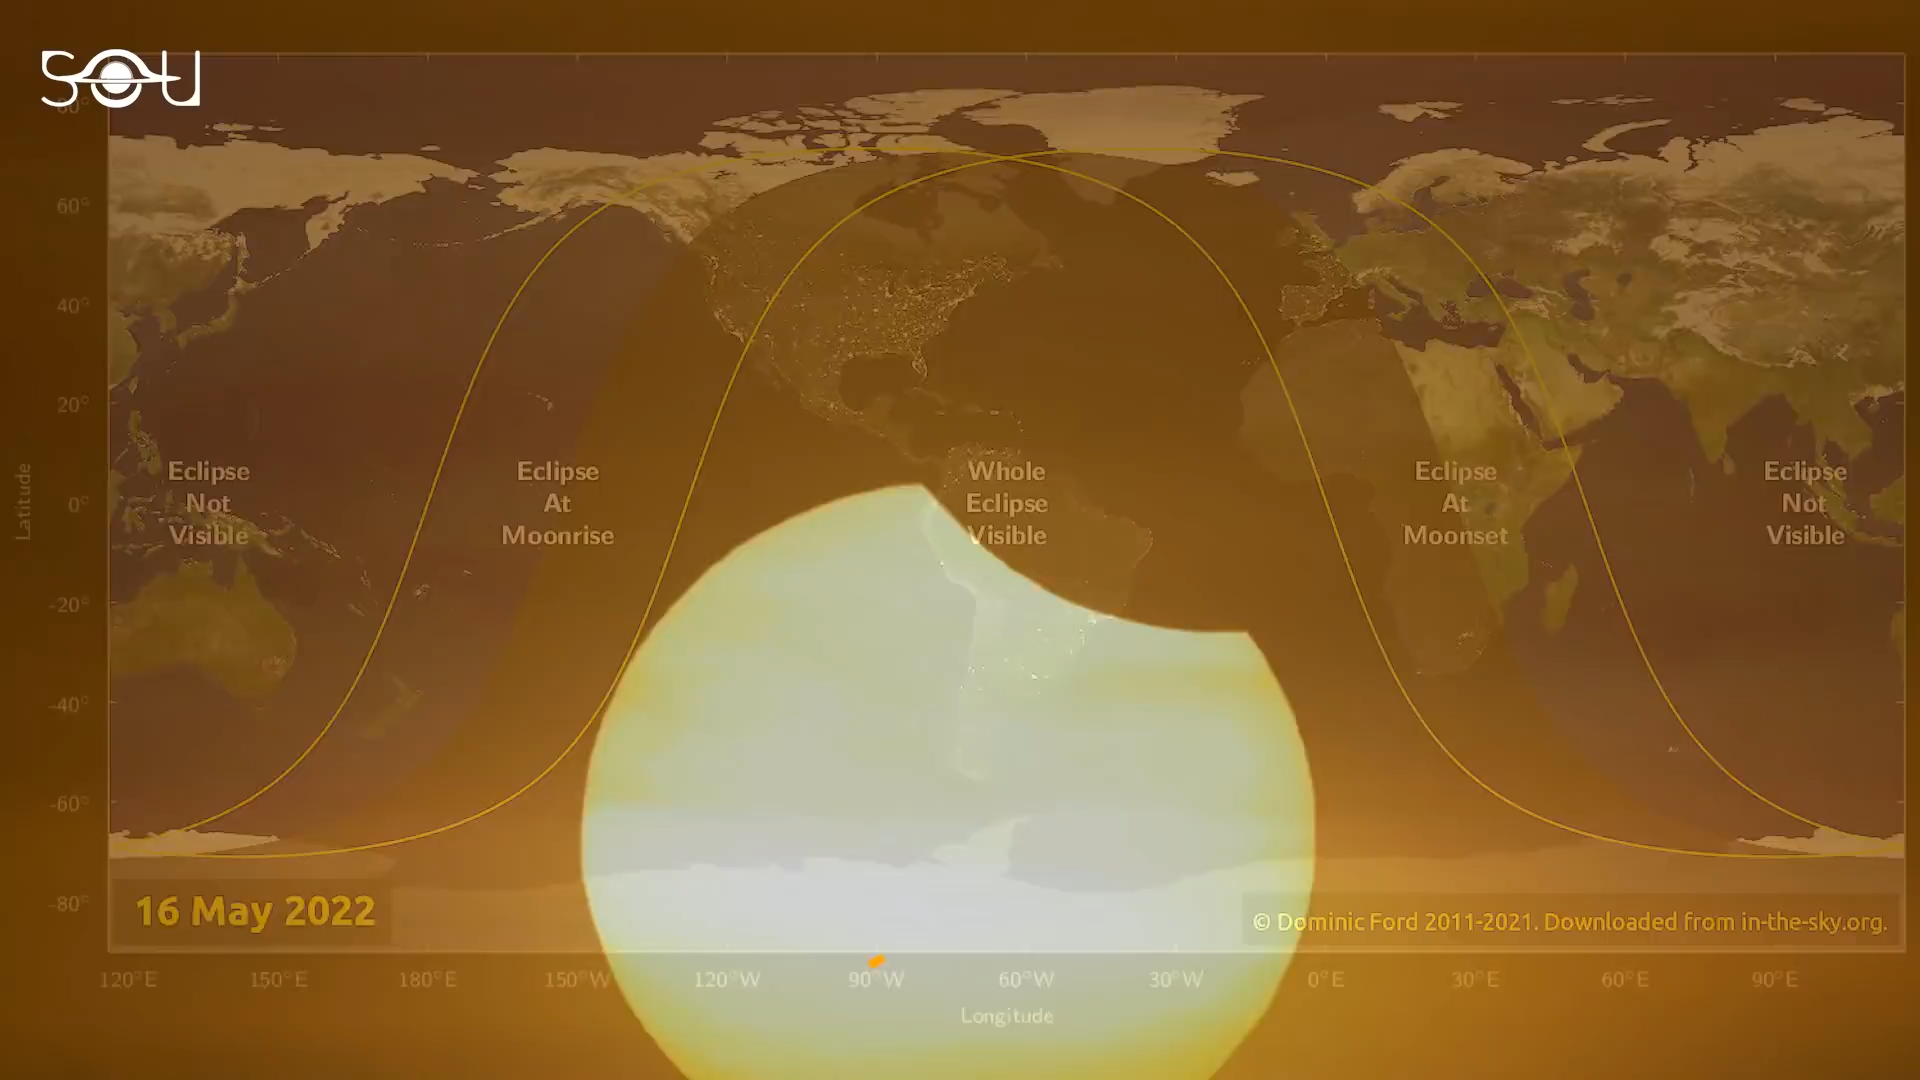 SOU
80°
60°
40°
20°
0°
-20°
-40°
-60°
-80°
Latitude
Eclipse
Not
Visible
Eclipse
At
Moonrise
Whole
Eclipse
Visible
Eclipse
At
Moonset
Eclipse
Not
Visible
16 May 2022
© Dominic Ford 2011-2021. Downloaded from in-the-sky.org.
120°E 150°E 180°E 150°W 120°W 90°W 60°W 30°W 0°E 30°E 60°E 90°E
Longitude